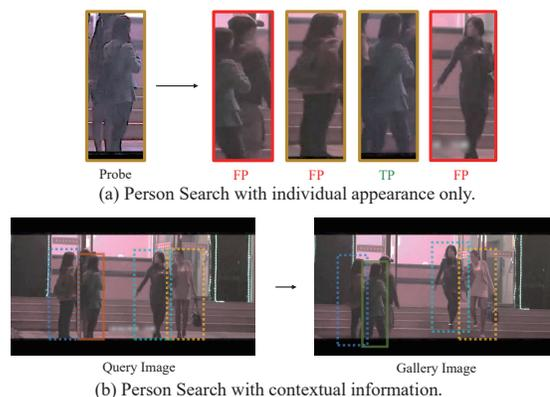 Probe
FP FP TP FP
(a) Person Search with individual appearance only.
Query Image
Gallery Image
(b) Person Search with contextual information.